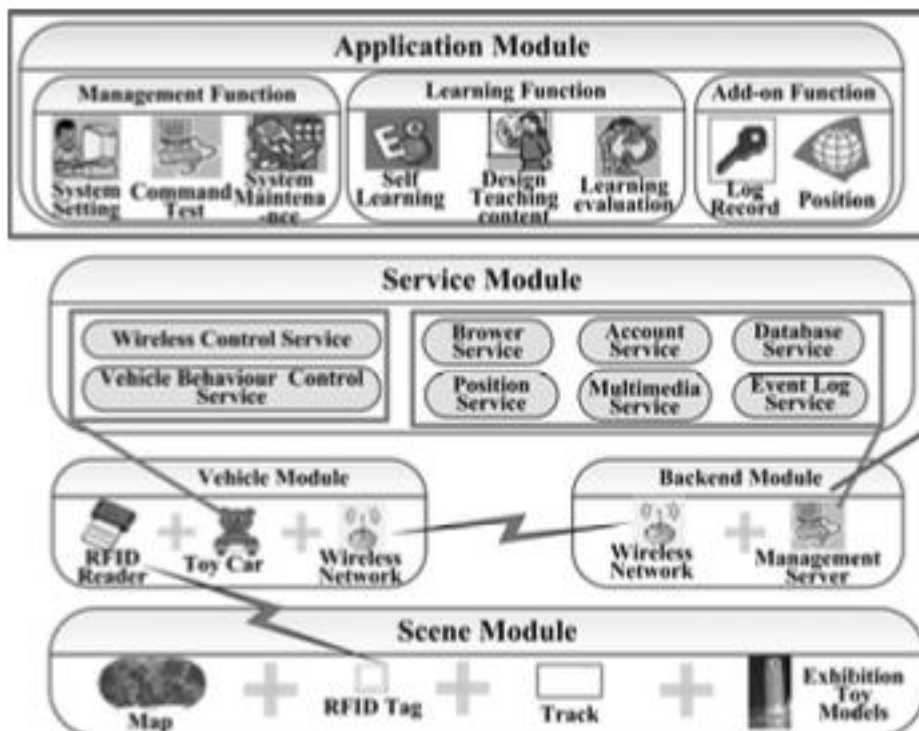 Application Module
Management Function
Learning Function
Add-on Function
System
Setting
Command
Test
System
Maintena
-nce
Self
Learning
Design
Teaching
content
Learning
evaluation
Log
Record
Position
Service Module
Wireless Control Service
Vehicle Behaviour Control
Service
Brower
Service
Account
Service
Database
Service
Position
Service
Multimedia
Service
Event Log
Service
Vehicle Module
RFID
Reader
Toy Car
Wireless
Network
Backend Module
Wireless
Network
Management
Server
Scene Module
Map
RFID Tag
Track
Exhibition
Toy
Models